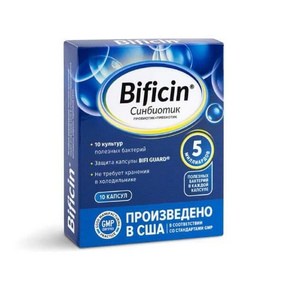 Bificin®
Синбиотик
ПРОБИОТИК+ПРЕБИОТИК
• 10 культур
полезных бактерий
• Защита капсулы BIFI GUARD®
• Не требует хранения
в холодильнике
5
МИЛЛИАРДОВ
ПОЛЕЗНЫХ
БАКТЕРИЙ
В КАЖДОЙ
КАПСУЛЕ
10 КАПСУЛ
GMP
ПРОИЗВЕДЕНО
В США
В СООТВЕТСТВИИ
СО СТАНДАРТАМИ GMP